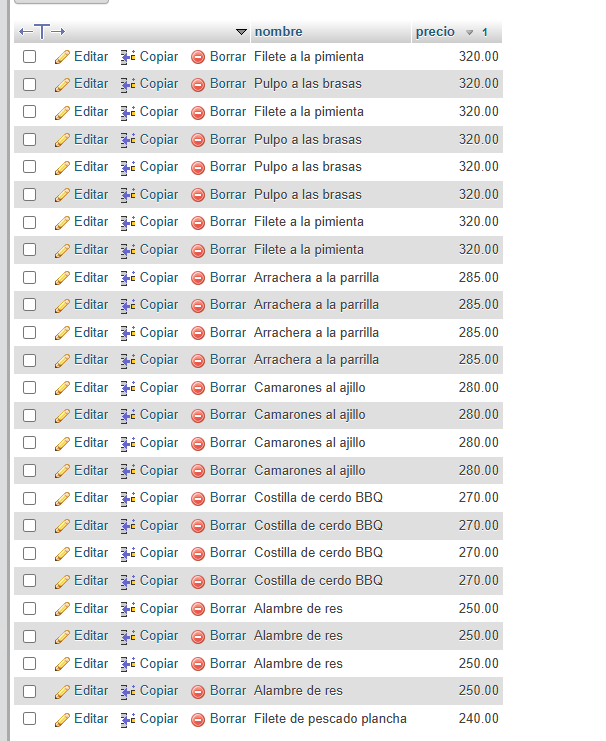 nombre precio 1
Editar Copiar Borrar Filete a la pimienta 320.00
Editar Copiar Borrar Pulpo a las brasas 320.00
Editar Copiar Borrar Filete a la pimienta 320.00
Editar Copiar Borrar Pulpo a las brasas 320.00
Editar Copiar Borrar Pulpo a las brasas 320.00
Editar Copiar Borrar Pulpo a las brasas 320.00
Editar Copiar Borrar Filete a la pimienta 320.00
Editar Copiar Borrar Filete a la pimienta 320.00
Editar Copiar Borrar Arrachera a la parrilla 285.00
Editar Copiar Borrar Arrachera a la parrilla 285.00
Editar Copiar Borrar Arrachera a la parrilla 285.00
Editar Copiar Borrar Arrachera a la parrilla 285.00
Editar Copiar Borrar Camarones al ajillo 280.00
Editar Copiar Borrar Camarones al ajillo 280.00
Editar Copiar Borrar Camarones al ajillo 280.00
Editar Copiar Borrar Camarones al ajillo 280.00
Editar Copiar Borrar Costilla de cerdo BBQ 270.00
Editar Copiar Borrar Costilla de cerdo BBQ 270.00
Editar Copiar Borrar Costilla de cerdo BBQ 270.00
Editar Copiar Borrar Costilla de cerdo BBQ 270.00
Editar Copiar Borrar Alambre de res 250.00
Editar Copiar Borrar Alambre de res 250.00
Editar Copiar Borrar Alambre de res 250.00
Editar Copiar Borrar Alambre de res 250.00
Editar Copiar Borrar Filete de pescado plancha 240.00